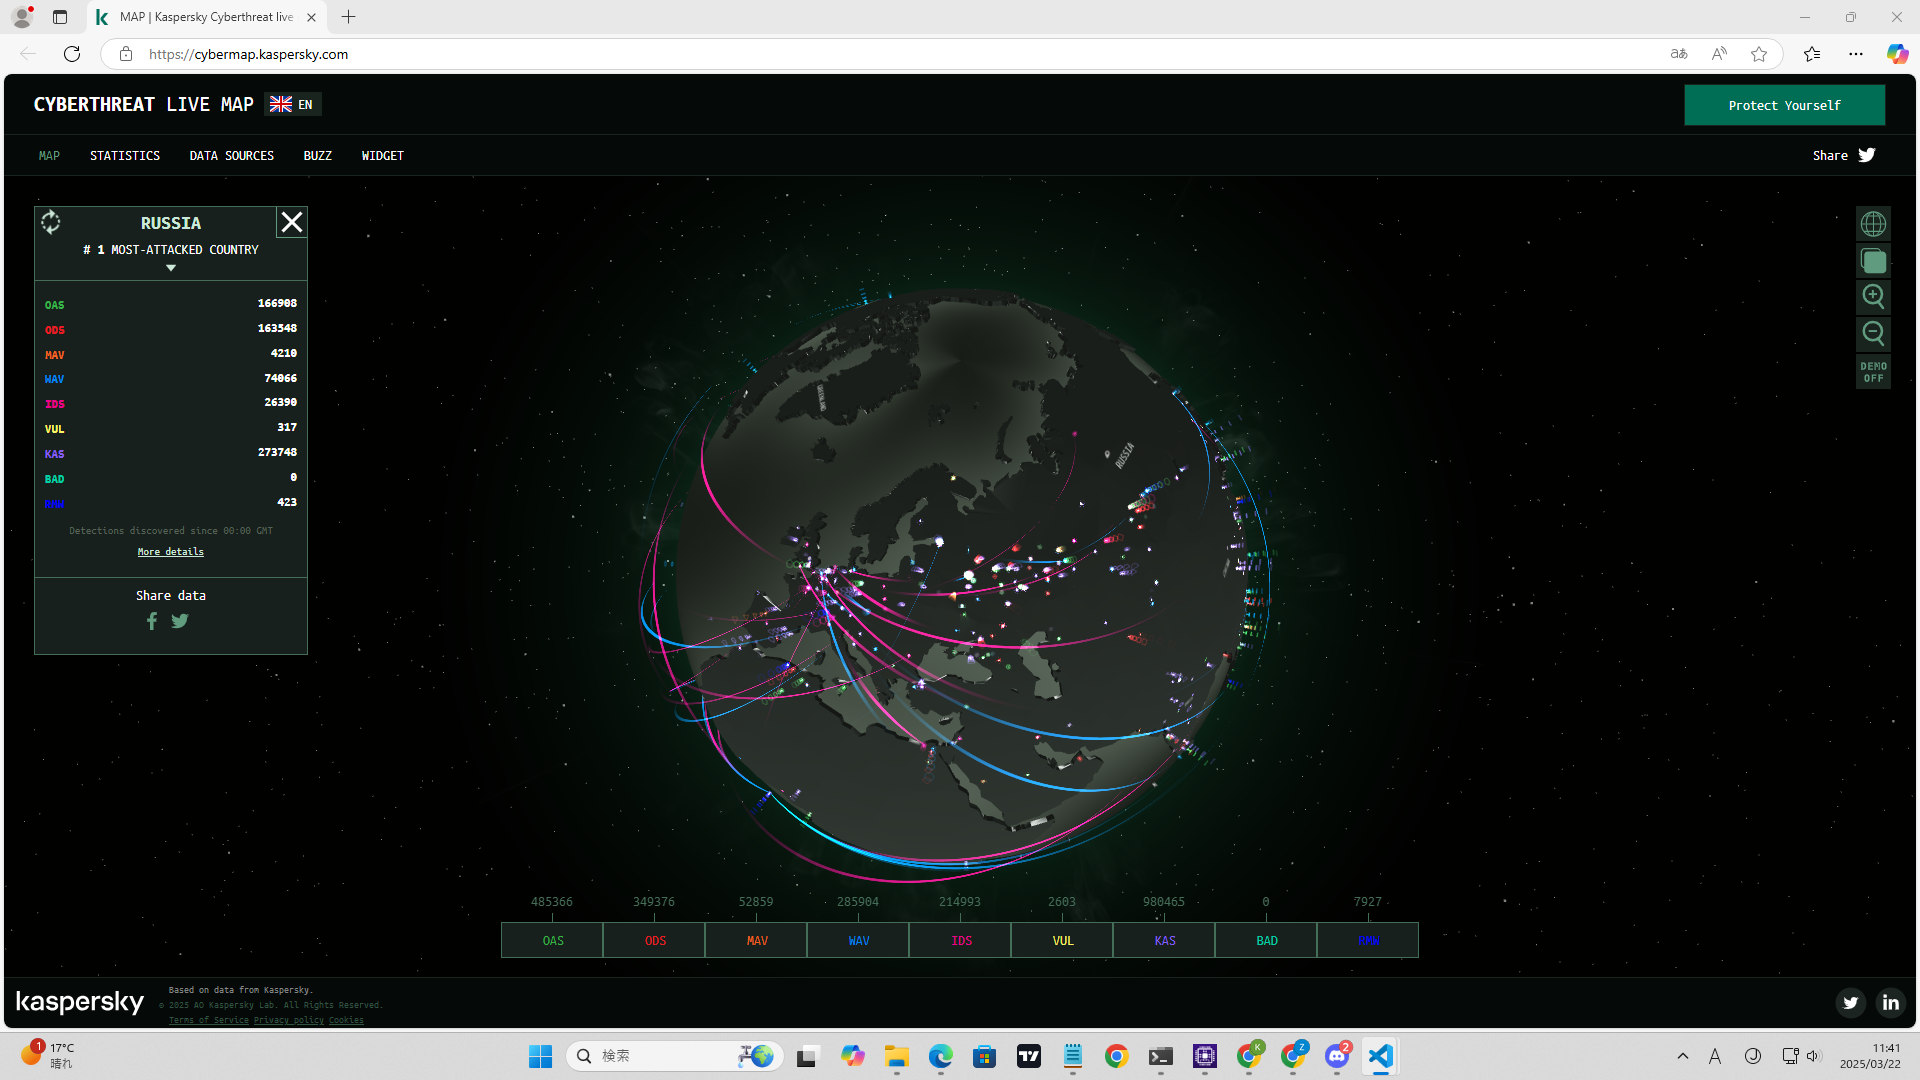 MAP | Kaspersky Cyberthreat live
https://cybermap.kaspersky.com
aあ
CYBERTHREAT LIVE MAP EN
Protect Yourself
MAP STATISTICS DATA SOURCES BUZZ WIDGET
Share
RUSSIA
# 1 MOST-ATTACKED COUNTRY
OAS 166908
ODS 163548
MAV 4210
WAV 74066
IDS 26390
VUL 317
KAS 273748
BAD 0
RMW 423
Detections discovered since 00:00 GMT
More details
Share data
DEMO
OFF
GREENLAND
RUSSIA
485366 349376 52859 285904 214993 2603 980465 0 7927
OAS ODS MAV WAV IDS VUL KAS BAD RMW
kaspersky
Based on data from Kaspersky.
© 2025 AO Kaspersky Lab. All Rights Reserved.
Terms of Service Privacy policy Cookies
1
17°C
晴れ
検索
K
Z
2
A
11:41
2025/03/22